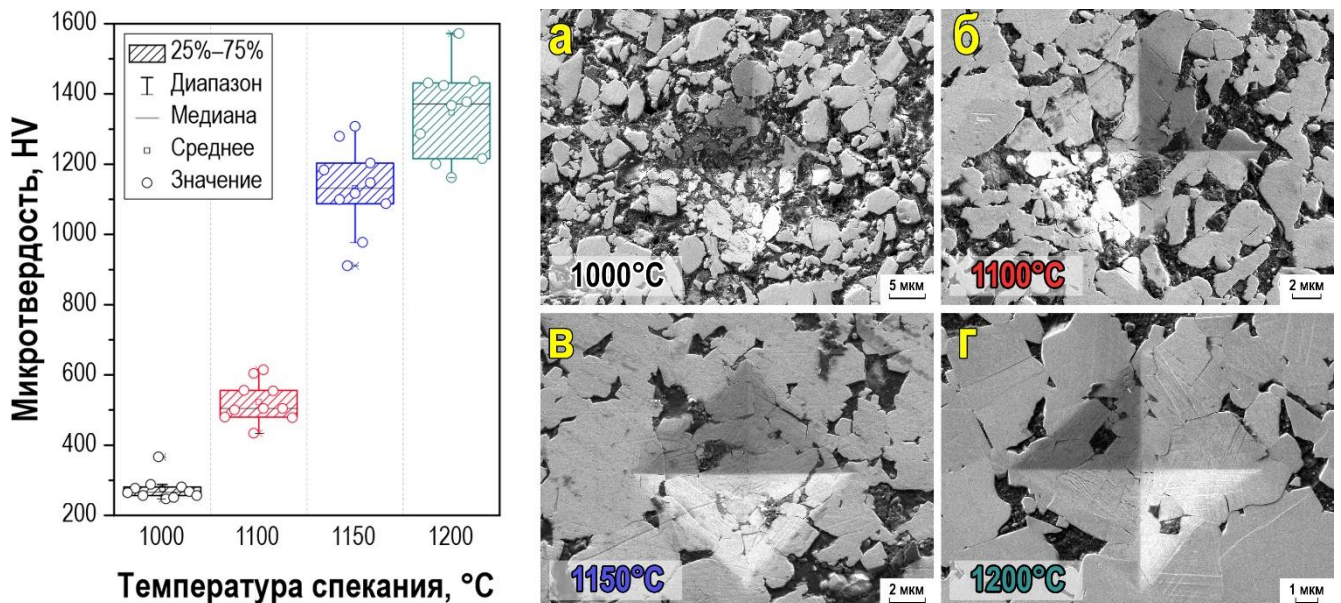 1600
1400
1200
1000
800
600
400
200
Микротвердость, HV
25%–75%
Диапазон
Медиана
Среднее
Значение
1000
1100
1150
1200
Температура спекания, °C
а
1000°C
5 мкм
б
1100°C
2 мкм
в
1150°C
2 мкм
г
1200°C
1 мкм